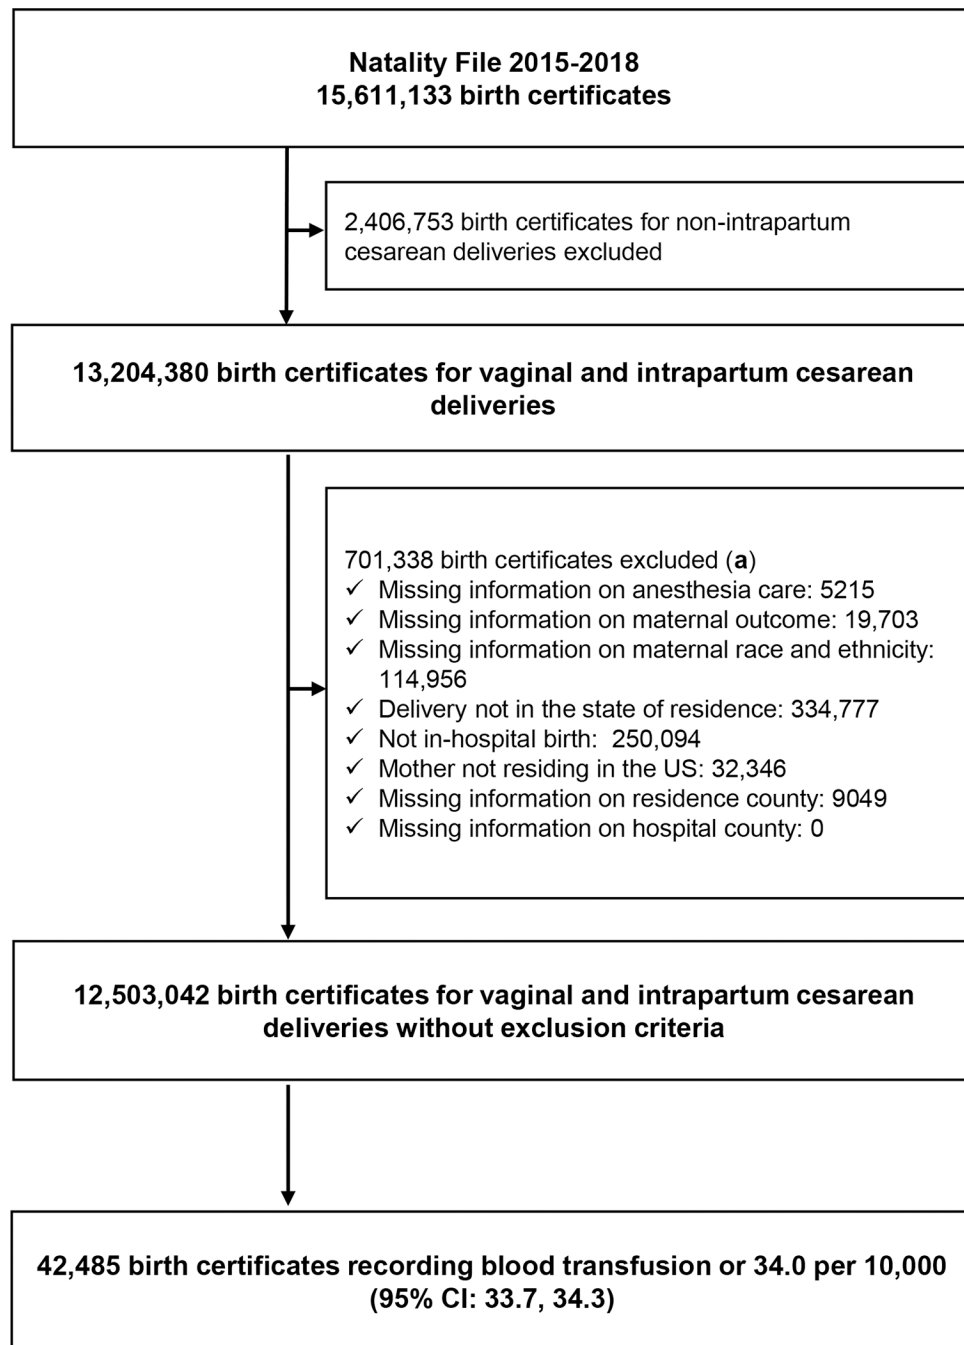 Natality File 2015-2018
15,611,133 birth certificates
2,406,753 birth certificates for non-intrapartum
cesarean deliveries excluded
13,204,380 birth certificates for vaginal and intrapartum cesarean
deliveries
701,338 birth certificates excluded (a)
✓ Missing information on anesthesia care: 5215
✓ Missing information on maternal outcome: 19,703
✓ Missing information on maternal race and ethnicity:
114,956
✓ Delivery not in the state of residence: 334,777
✓ Not in-hospital birth: 250,094
✓ Mother not residing in the US: 32,346
✓ Missing information on residence county: 9049
✓ Missing information on hospital county: 0
12,503,042 birth certificates for vaginal and intrapartum cesarean
deliveries without exclusion criteria
42,485 birth certificates recording blood transfusion or 34.0 per 10,000
(95% CI: 33.7, 34.3)